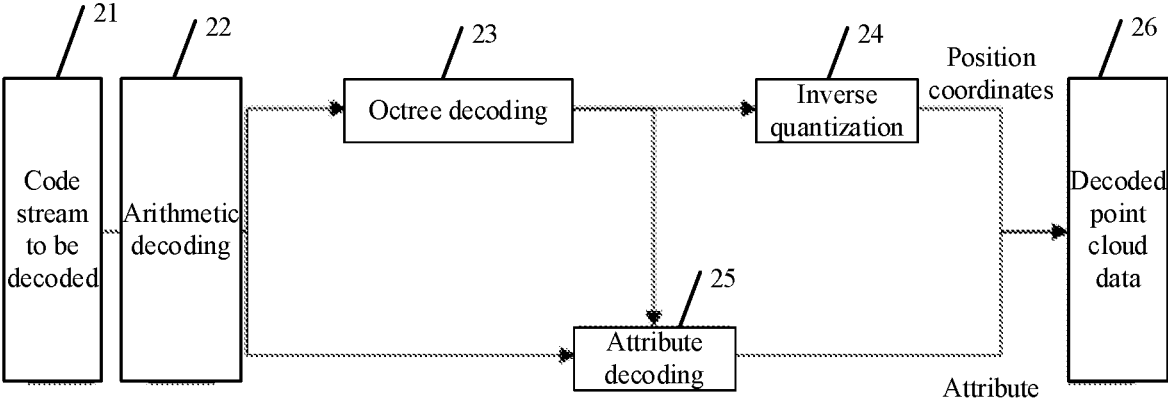 21
22
23
24
26
Position
coordinates
Octree decoding
Inverse
quantization
Code
stream
to be
decoded
Arithmetic
decoding
Decoded
point
cloud
data
25
Attribute
decoding
Attribute